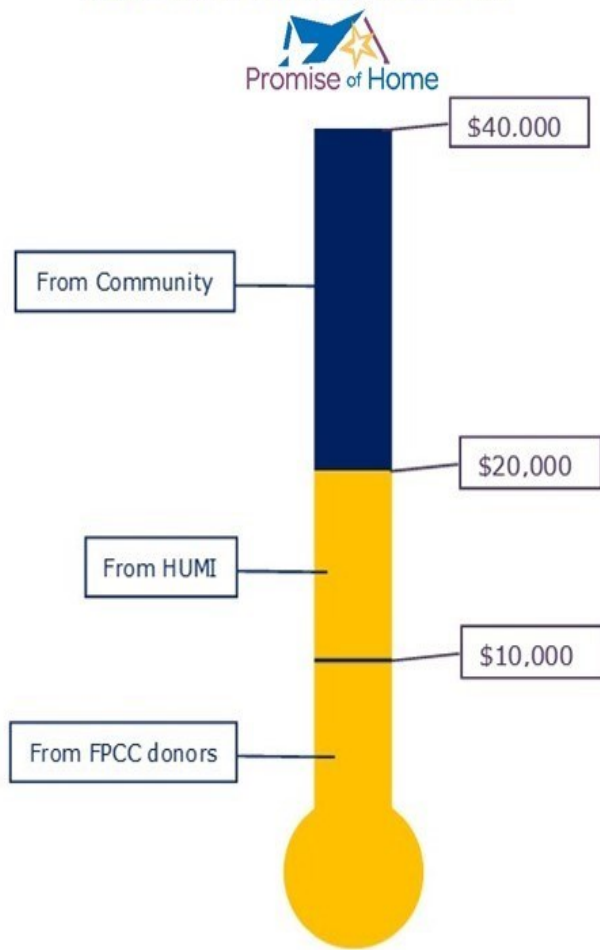 Promise of Home
$40.000
From Community
$20,000
From HUMI
$10,000
From FPCC donors